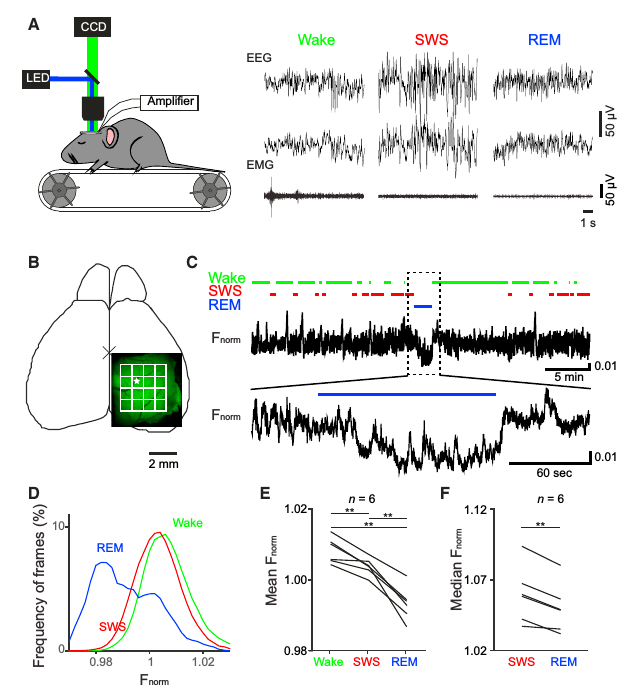 A
CCD
LED
Amplifier
Wake
SWS
REM
EEG
EMG
50 µV
50 µV
1 s
B
2 mm
C
Wake
SWS
REM
Fnorm
0.01
5 min
Fnorm
0.01
60 sec
D
Frequency of frames (%)
10
0
REM
Wake
SWS
0.98
1
1.02
Fnorm
E
n = 6
Mean Fnorm
1.02
1.00
0.98
**
**
**
Wake
SWS
REM
F
n = 6
Median Fnorm
1.12
1.07
1.02
**
SWS
REM